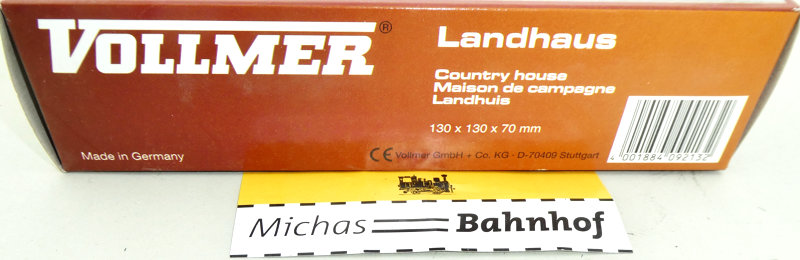 VOLLMER®
Landhaus
Country house
Maison de campagne
Landhuis
130 x 130 x 70 mm
Made in Germany
CE Vollmer GmbH + Co. KG · D-70409 Stuttgart
4 001884 092132
Michas Bahnhof